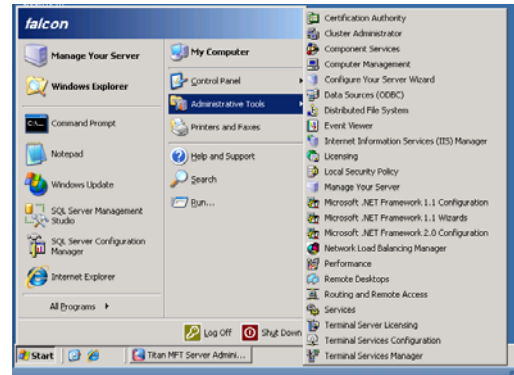 falcon
Manage Your Server
Windows Explorer
Command Prompt
Notepad
Windows Update
SQL Server Management
Studio
SQL Server Configuration
Manager
Internet Explorer
All Programs
My Computer
Control Panel
Administrative Tools
Printers and Faxes
Help and Support
Search
Run...
Log Off
Shut Down
Start
Titan MFT Server Admini...
Certification Authority
Cluster Administrator
Component Services
Computer Management
Configure Your Server Wizard
Data Sources (ODBC)
Distributed File System
Event Viewer
Internet Information Services (IIS) Manager
Licensing
Local Security Policy
Manage Your Server
Microsoft .NET Framework 1.1 Configuration
Microsoft .NET Framework 1.1 Wizards
Microsoft .NET Framework 2.0 Configuration
Network Load Balancing Manager
Performance
Remote Desktops
Routing and Remote Access
Services
Terminal Server Licensing
Terminal Services Configuration
Terminal Services Manager